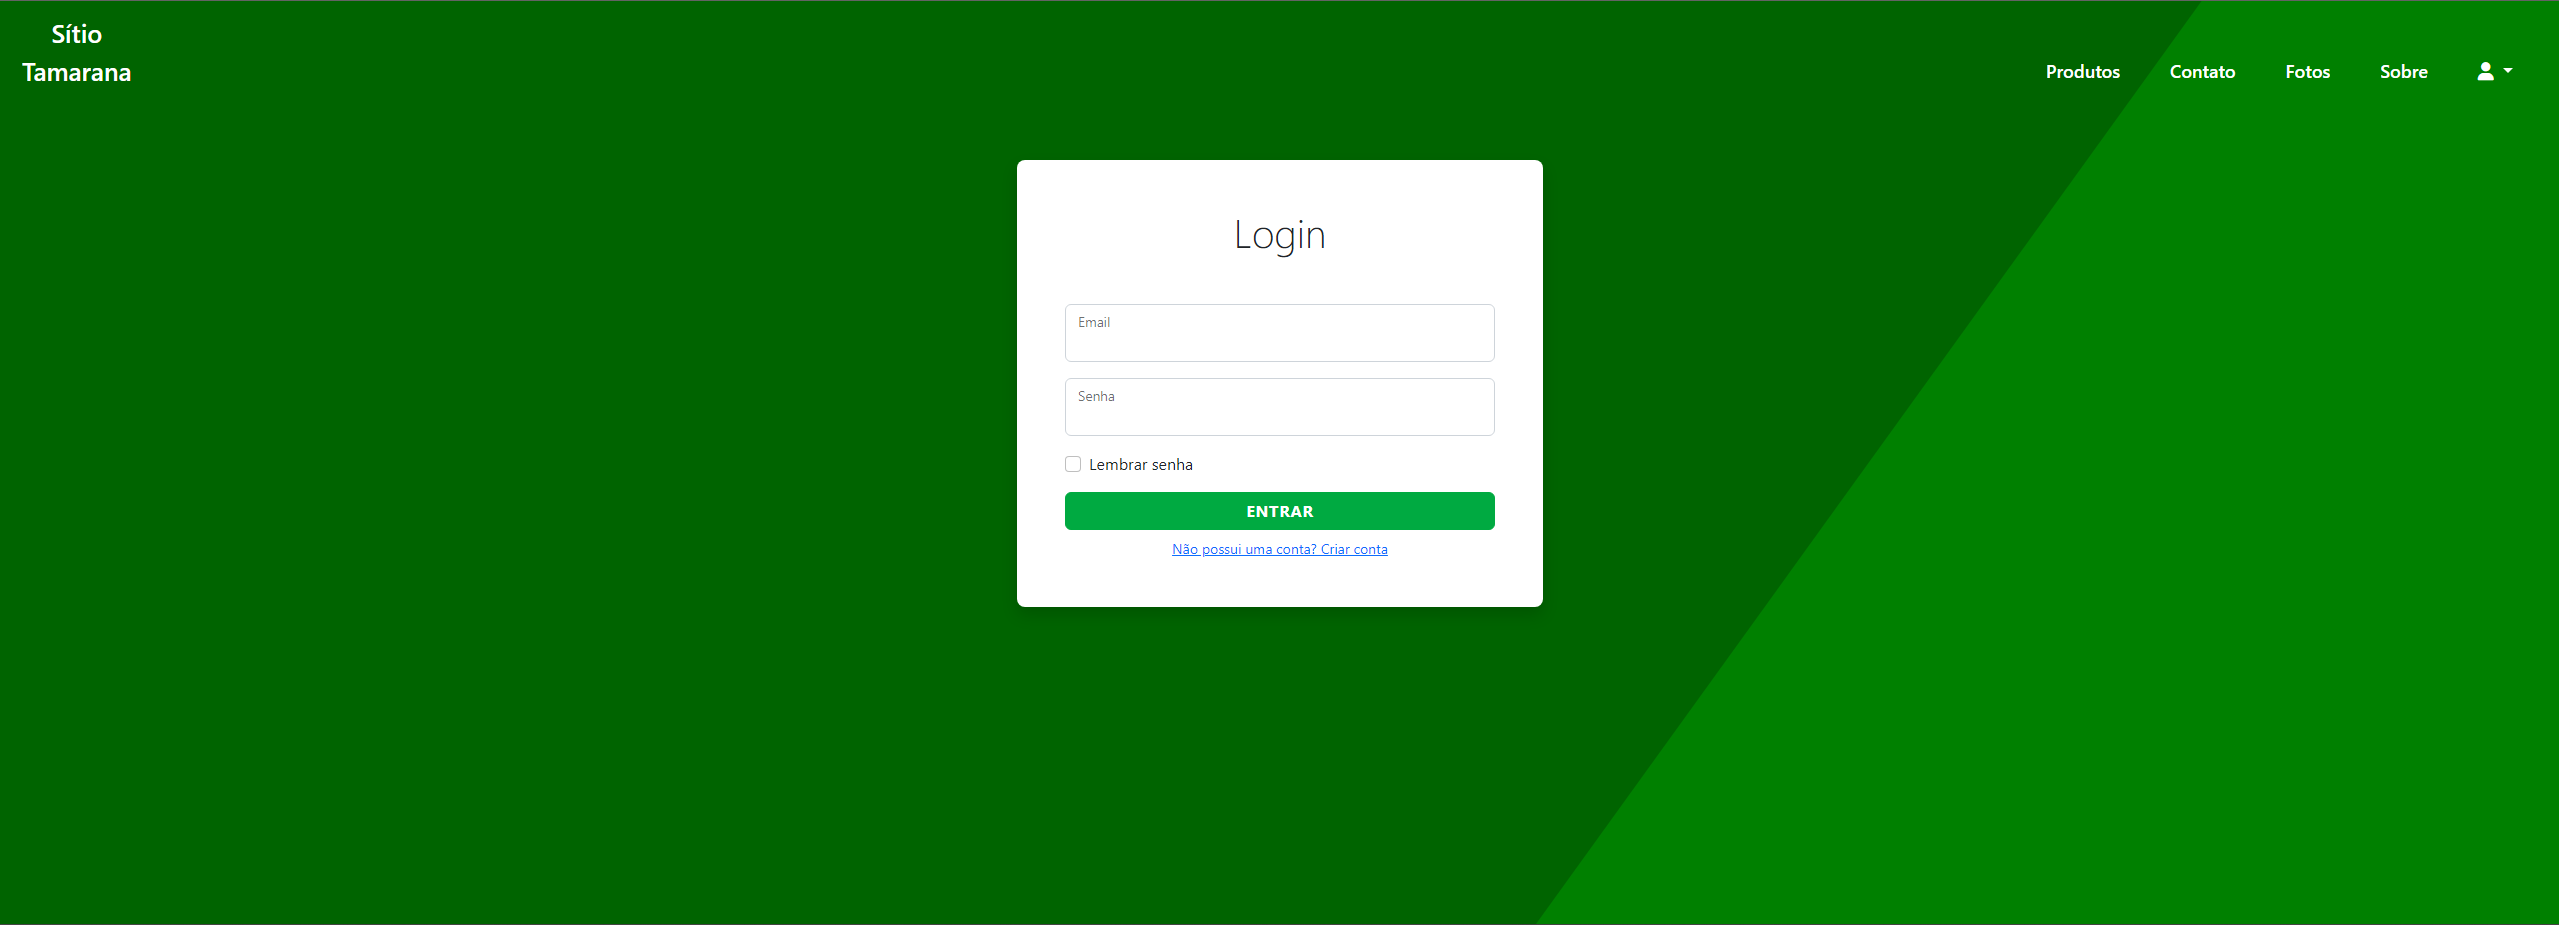 Sítio
Tamarana
Produtos
Contato
Fotos
Sobre
Login
Email
Senha
Lembrar senha
ENTRAR
Não possui uma conta? Criar conta